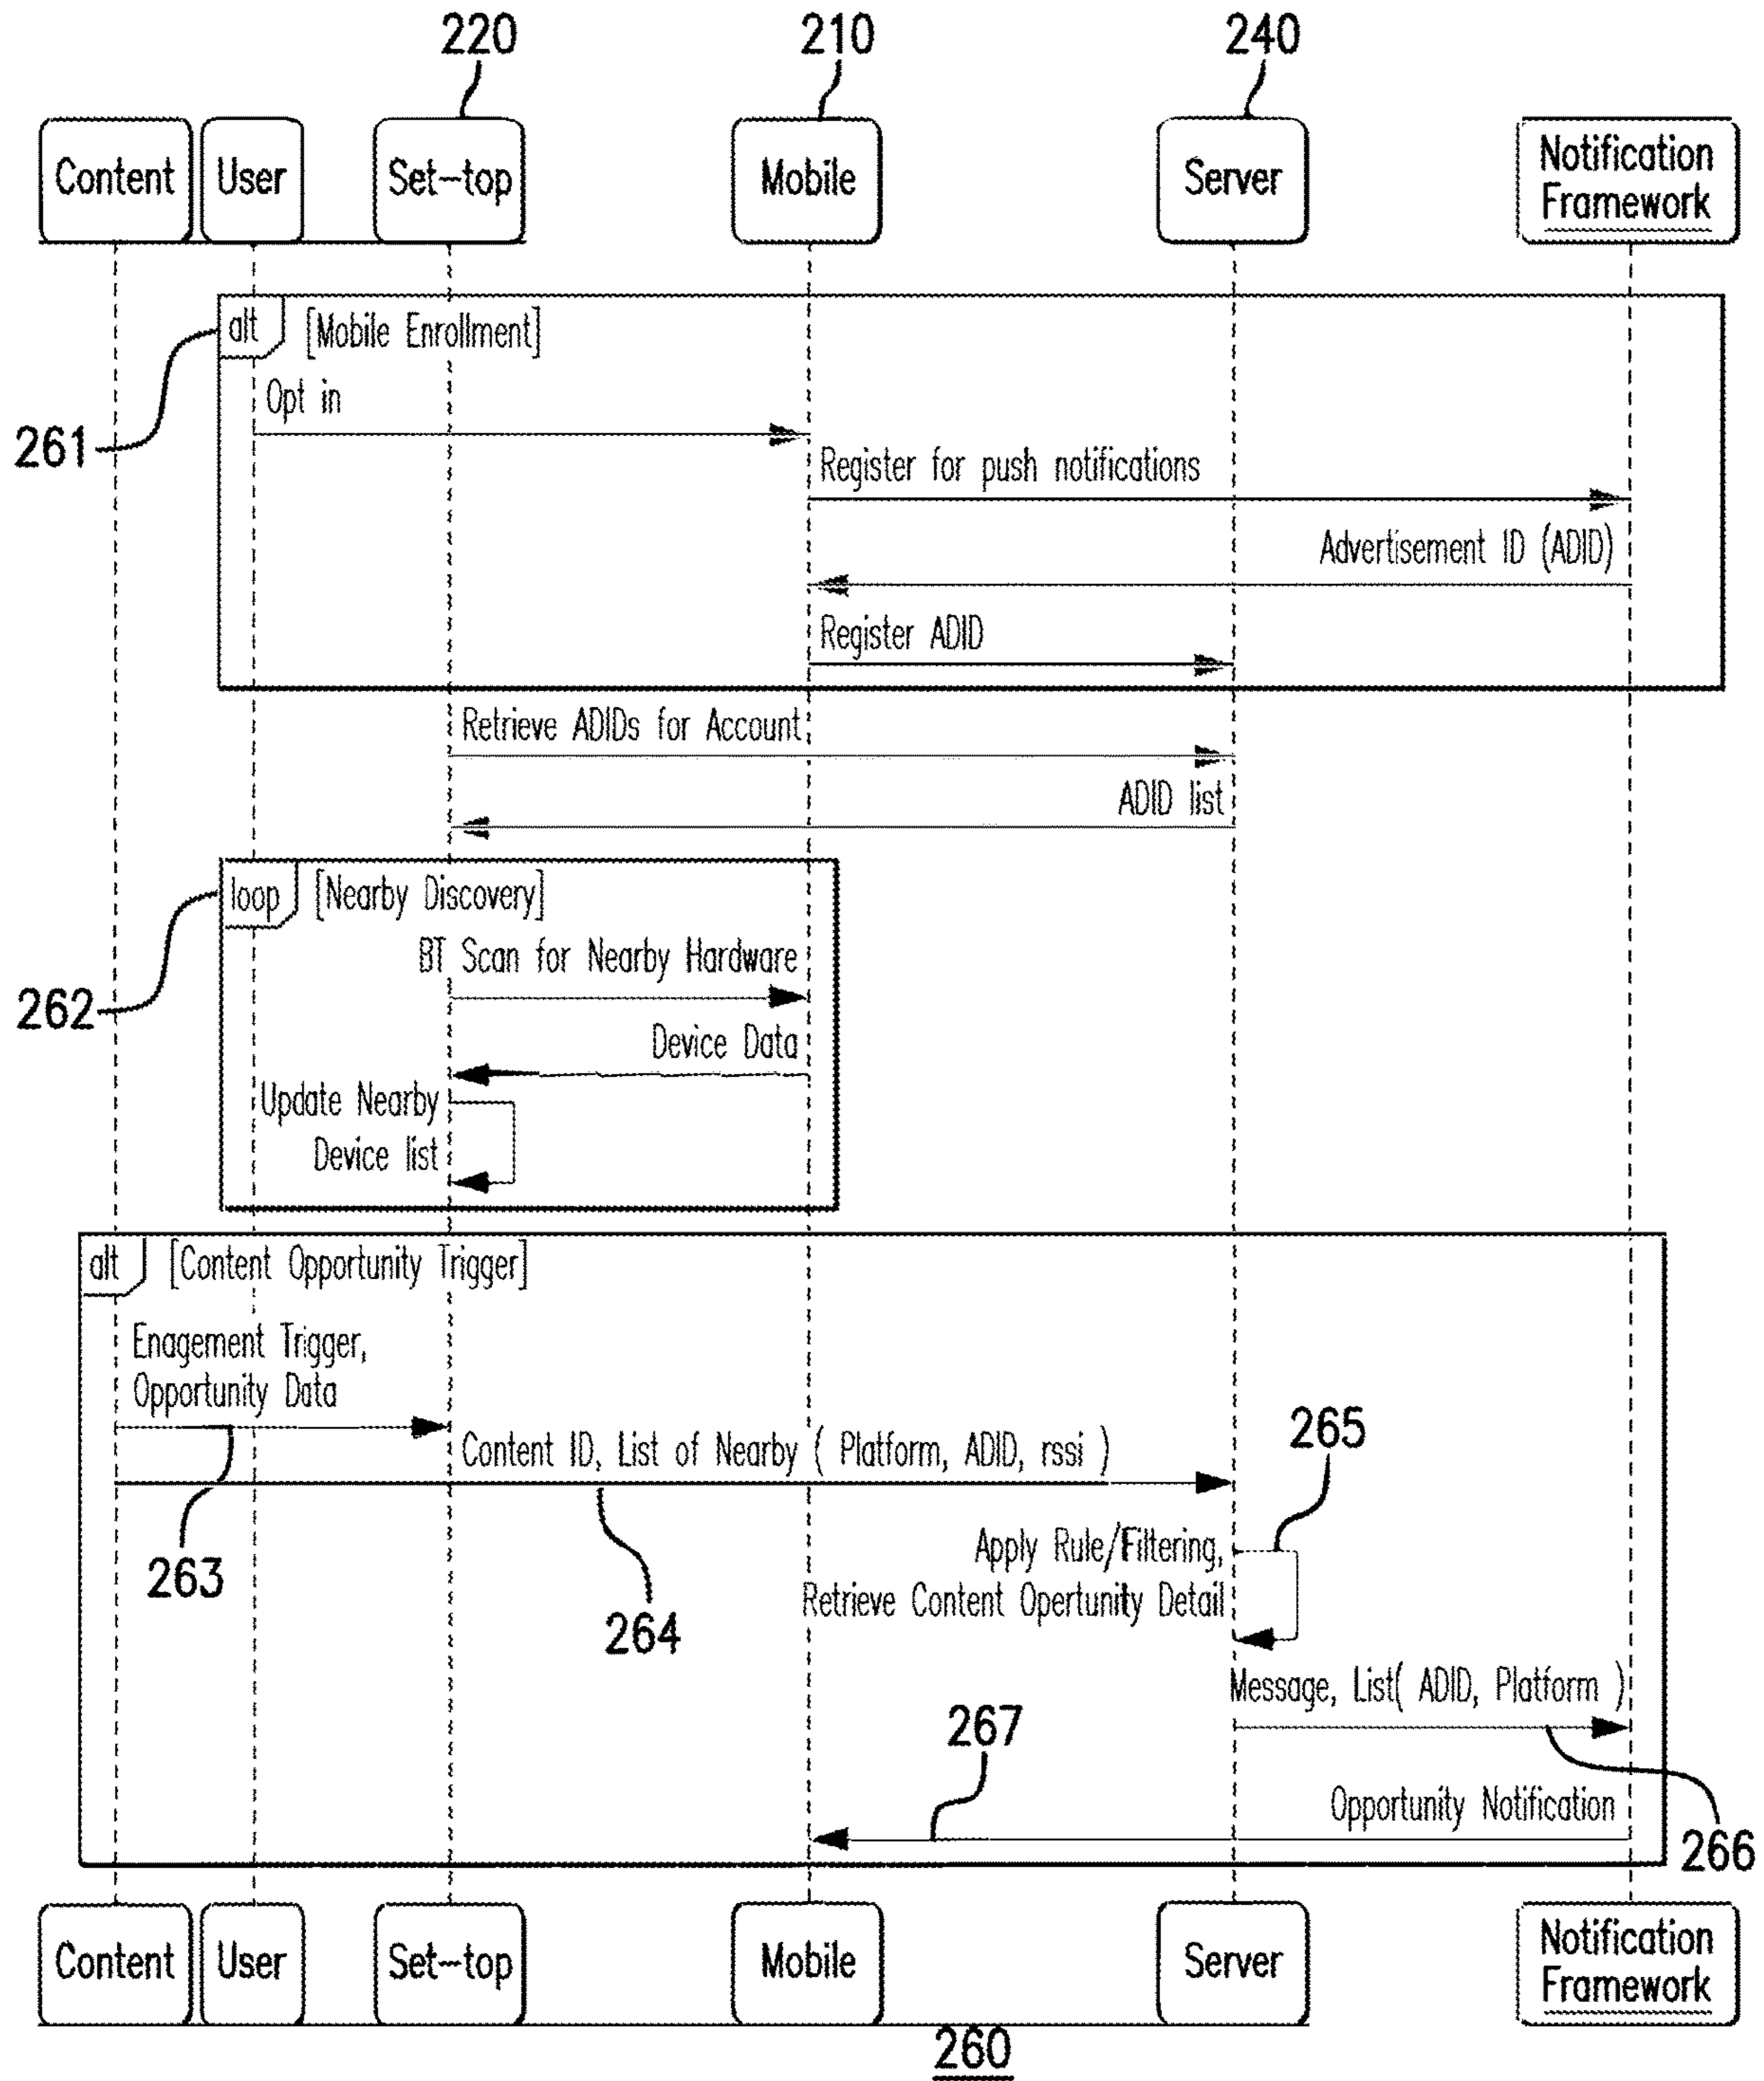 220
210
240
Content
User
Set-top
Mobile
Server
Notification
Framework
alt
[Mobile Enrollment]
Opt in
261
Register for push notifications
Advertisement ID (ADID)
Register ADID
Retrieve ADIDs for Account
ADID list
loop
[Nearby Discovery]
BT Scan for Nearby Hardware
262
Device Data
Update Nearby
Device list
alt
[Content Opportunity Trigger]
Enagement Trigger,
Opportunity Data
265
Content ID, List of Nearby ( Platform, ADID, rssi )
263
264
Apply Rule/Filtering,
Retrieve Content Opertunity Detail
Message, List( ADID, Platform )
267
Opportunity Notification
266
Content
User
Set-top
Mobile
Server
Notification
Framework
260